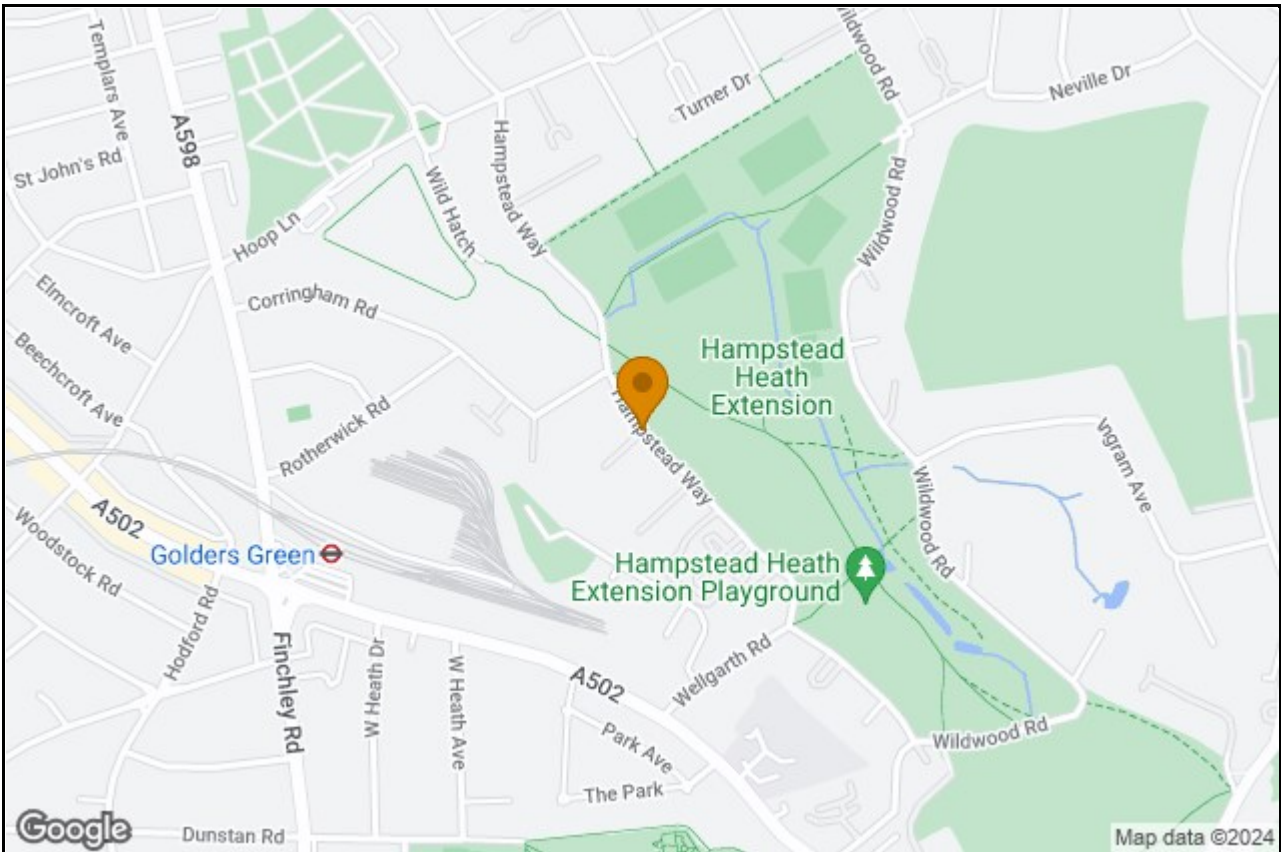 Templars Ave
A598
St John's Rd
Hoop Ln
Wild Hatch
Hampstead Way
Turner Dr
Wildwood Rd
Neville Dr
Wildwood Rd
Elmcroft Ave
Beechcroft Ave
Corringham Rd
Rotherwick Rd
Hampstead
Heath
Extension
Hampstead Way
Ingram Ave
Wildwood Rd
A502
Woodstock Rd
Golders Green
Hodford Rd
Finchley Rd
W Heath Dr
W Heath Ave
A502
Hampstead Heath
Extension Playground
Wellgarth Rd
Park Ave
The Park
Wildwood Rd
Dunstan Rd
Google
Map data ©2024